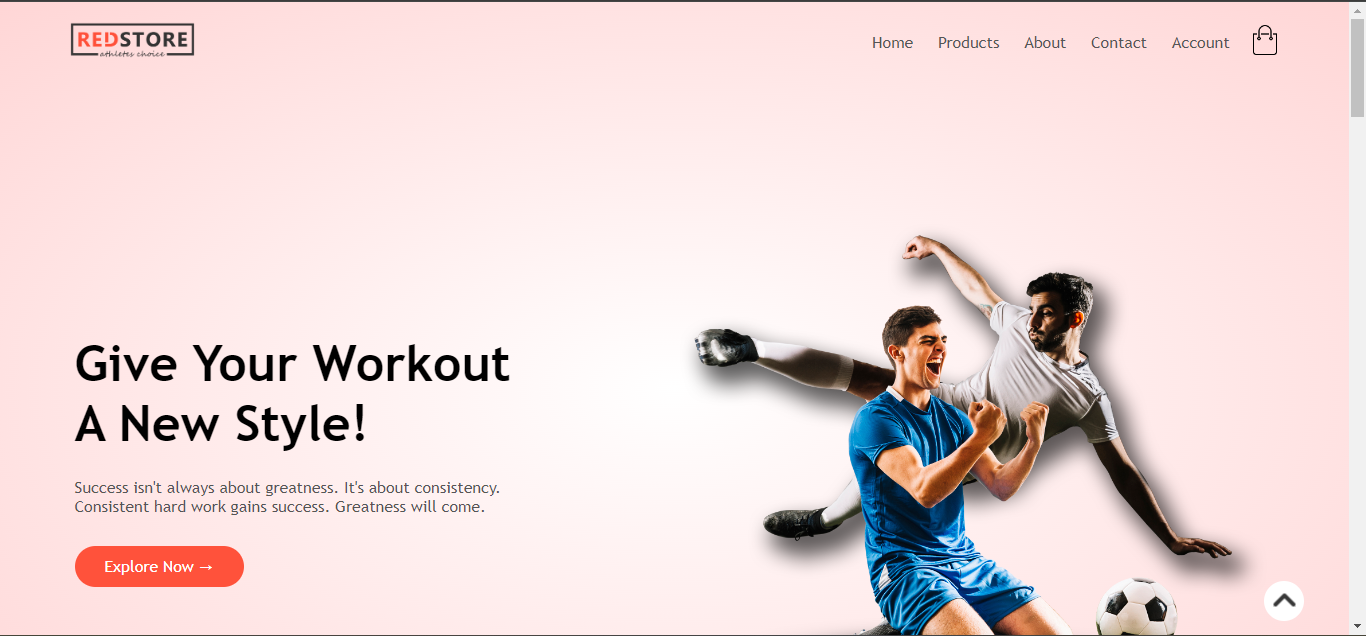 REDSTORE
athletes choice
Home Products About Contact Account
Give Your Workout
A New Style!
Success isn't always about greatness. It's about consistency.
Consistent hard work gains success. Greatness will come.
Explore Now →